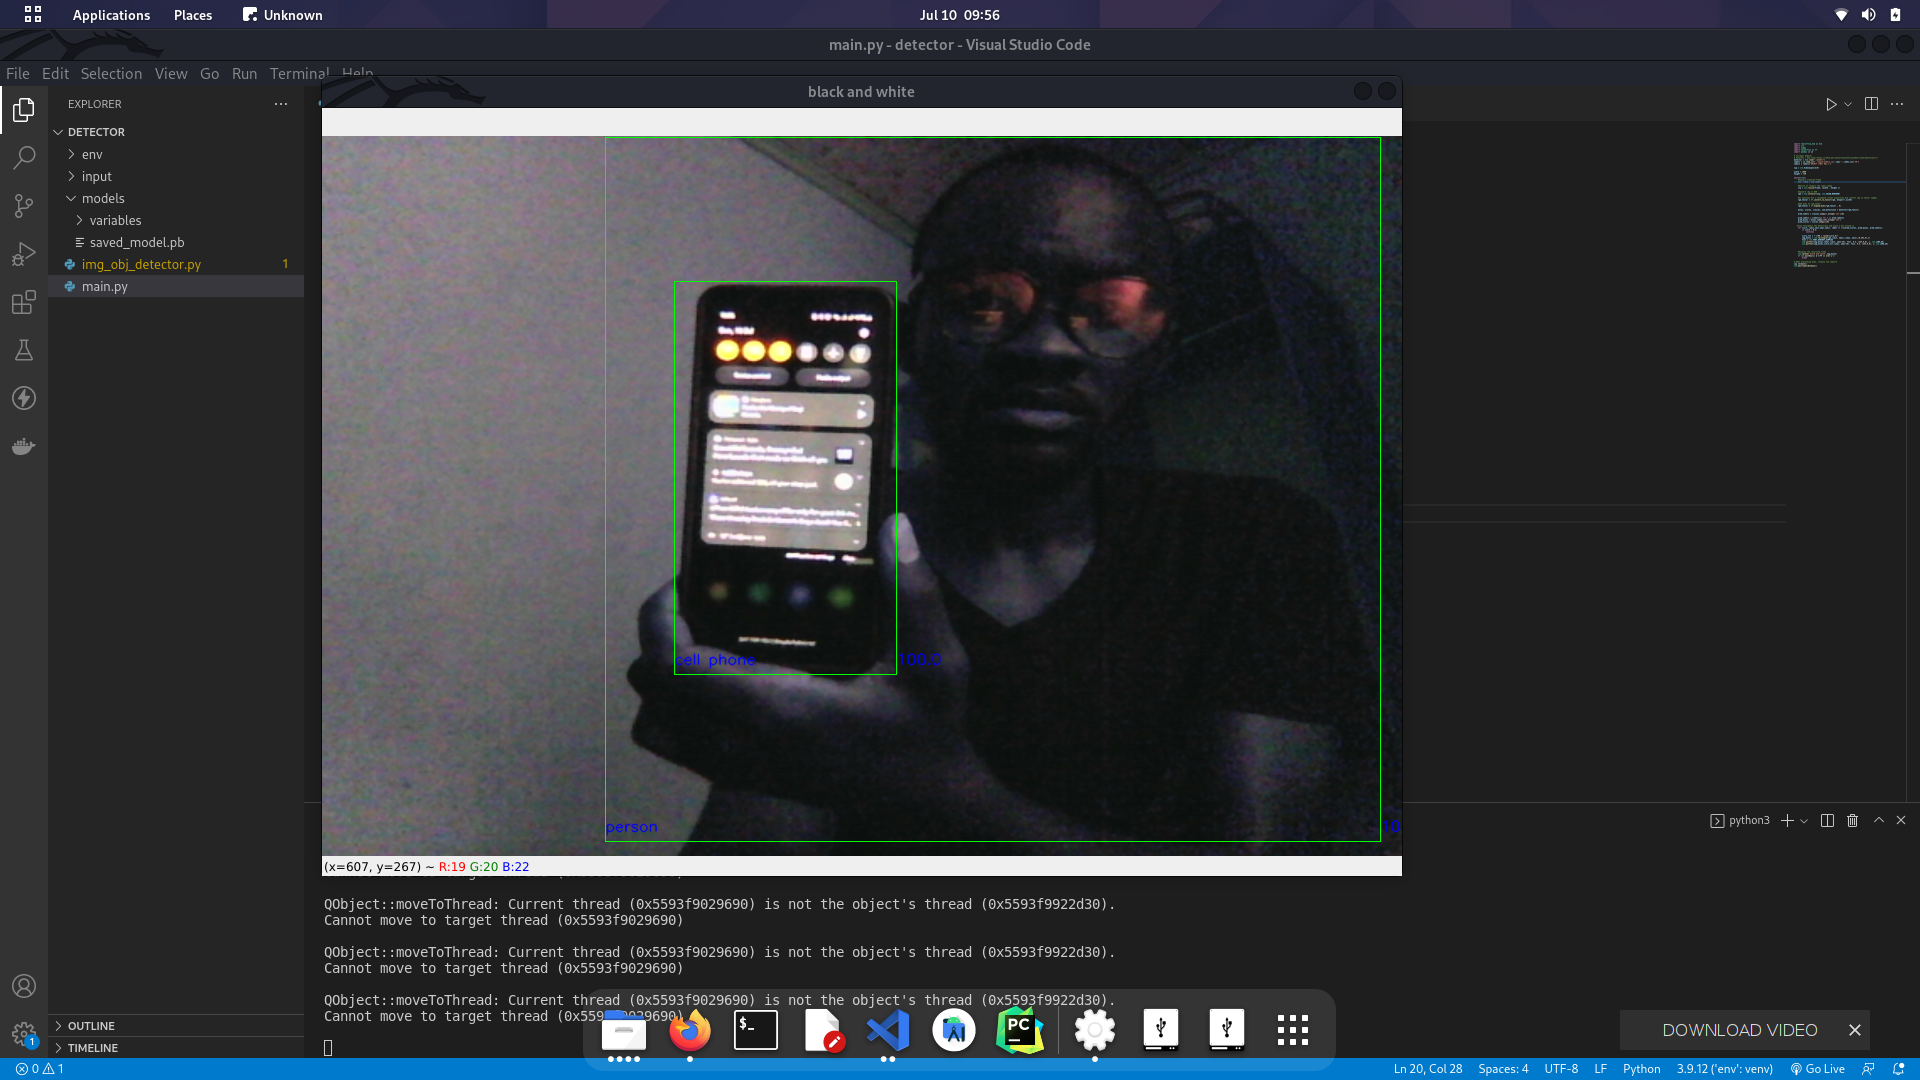 Applications Places Unknown Jul 10 09:56
main.py - detector - Visual Studio Code
File Edit Selection View Go Run Terminal Help
black and white
EXPLORER
DETECTOR
env
input
models
variables
saved_model.pb
img_obj_detector.py 1
main.py
cell phone 100.0
person 10
(x=607, y=267) ~ R:19 G:20 B:22
python3
QObject::moveToThread: Current thread (0x5593f9029690) is not the object's thread (0x5593f9922d30).
Cannot move to target thread (0x5593f9029690)
QObject::moveToThread: Current thread (0x5593f9029690) is not the object's thread (0x5593f9922d30).
Cannot move to target thread (0x5593f9029690)
QObject::moveToThread: Current thread (0x5593f9029690) is not the object's thread (0x5593f9922d30).
Cannot move to target thread (0x5593f9029690)
$_
PC
DOWNLOAD VIDEO
OUTLINE
TIMELINE
1
0 1 Ln 20, Col 28 Spaces: 4 UTF-8 LF Python 3.9.12 ('env': venv) Go Live